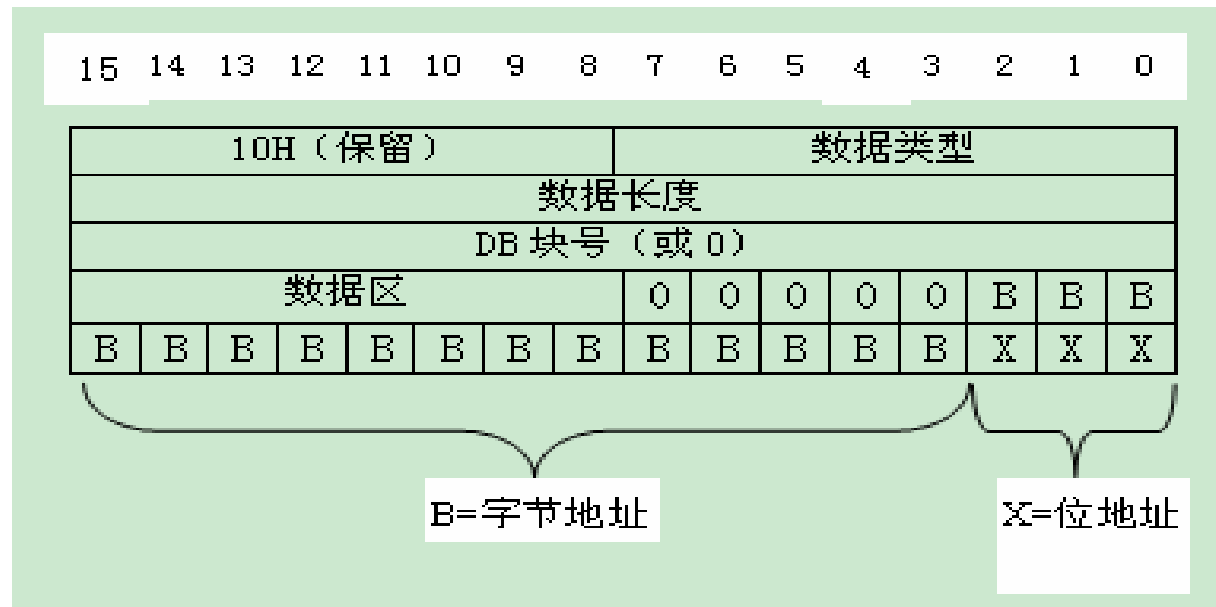 15 14 13 12 11 10 9 8 7 6 5 4 3 2 1 0
10H（保留） 数据类型
数据长度
DB 块号（或 0）
数据区 0 0 0 0 0 B B B
B B B B B B B B B B B B B X X X
B=字节地址 X=位地址